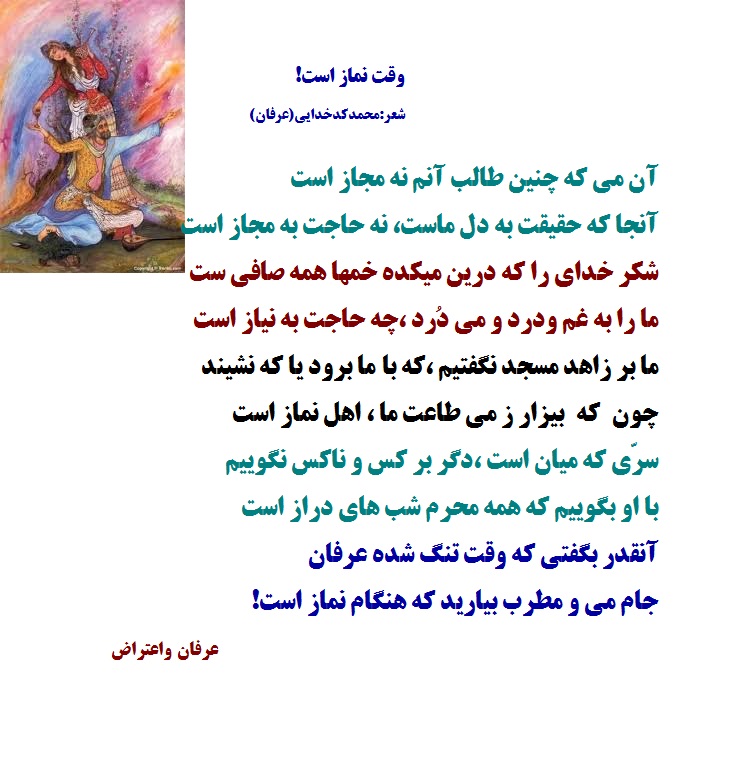 وقت نماز است!
شعر:محمدکدخدایی(عرفان)
آن می که چنین طالب آنم نه مجاز است
آنجا که حقیقت به دل ماست، نه حاجت به مجاز است
شکر خدای را که درین میکده خمها همه صافی ست
ما را به غم ودرد و می دُرد ،چه حاجت به نیاز است
ما بر زاهد مسجد نگفتیم ،که با ما برود یا که نشیند
چون که بیزار ز می طاعت ما ، اهل نماز است
سرّی که میان است ،دگر بر کس و ناکس نگوییم
با او بگوییم که همه محرم شب های دراز است
آنقدر بگفتی که وقت تنگ شده عرفان
جام می و مطرب بیارید که هنگام نماز است!
عرفان واعتراض